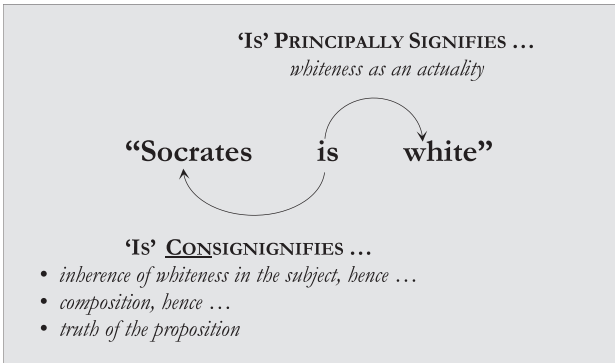 ‘Is’ Principally Signifies …
whiteness as an actuality
“Socrates is white”
‘Is’ Consignignifies …
• inherence of whiteness in the subject, hence …
• composition, hence …
• truth of the proposition